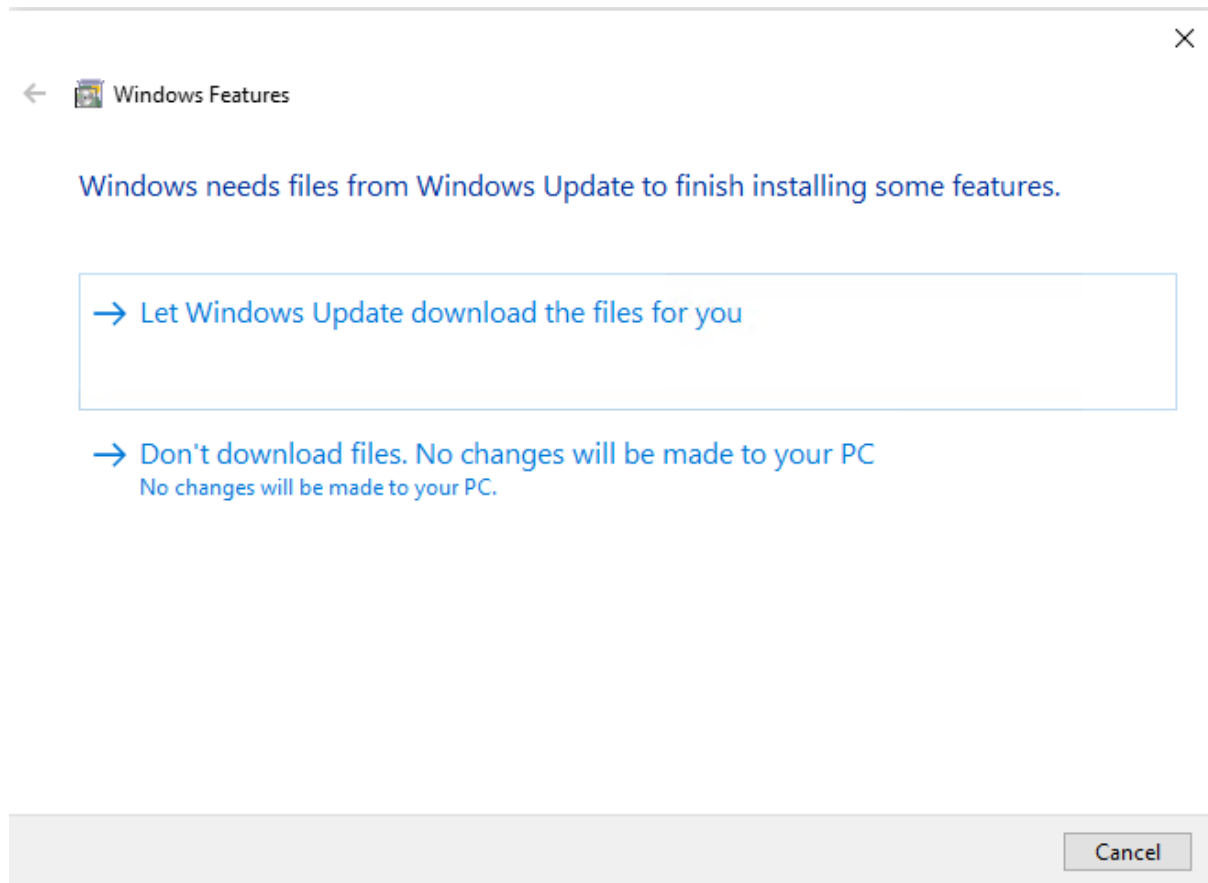 Windows Features
Windows needs files from Windows Update to finish installing some features.
Let Windows Update download the files for you
Don't download files. No changes will be made to your PC
No changes will be made to your PC.
Cancel